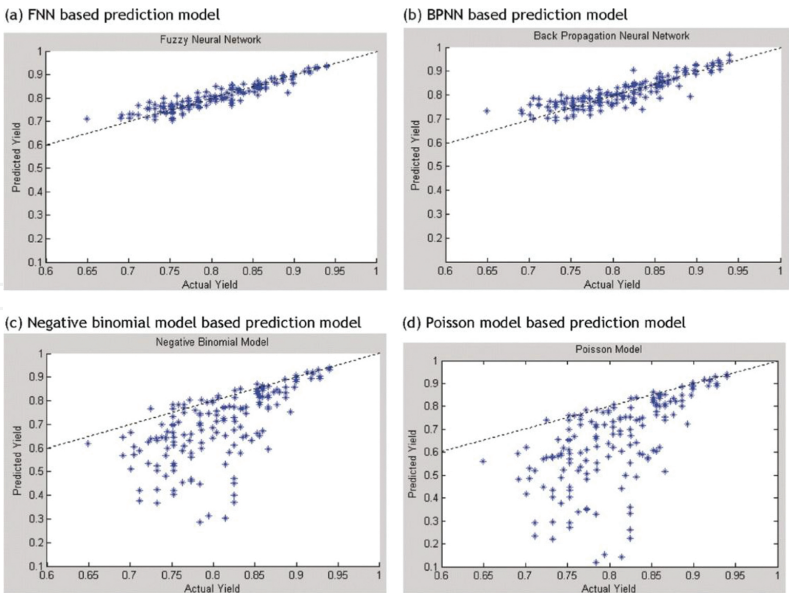 (a) FNN based prediction model
Fuzzy Neural Network
1
0.9
0.8
0.7
0.6
0.5
0.4
0.3
0.2
0.1
Predicted Yield
0.6 0.65 0.7 0.75 0.8 0.85 0.9 0.95 1
Actual Yield
(b) BPNN based prediction model
Back Propagation Neural Network
1
0.9
0.8
0.7
0.6
0.5
0.4
0.3
0.2
Predicted Yield
0.6 0.65 0.7 0.75 0.8 0.85 0.9 0.95 1
Actual Yield
(c) Negative binomial model based prediction model
Negative Binomial Model
1
0.9
0.8
0.7
0.6
0.5
0.4
0.3
0.2
0.1
Predicted Yield
0.6 0.65 0.7 0.75 0.8 0.85 0.9 0.95 1
Actual Yield
(d) Poisson model based prediction model
Poisson Model
1
0.9
0.8
0.7
0.6
0.5
0.4
0.3
0.2
0.1
Predicted Yield
0.6 0.65 0.7 0.75 0.8 0.85 0.9 0.95 1
Actual Yield